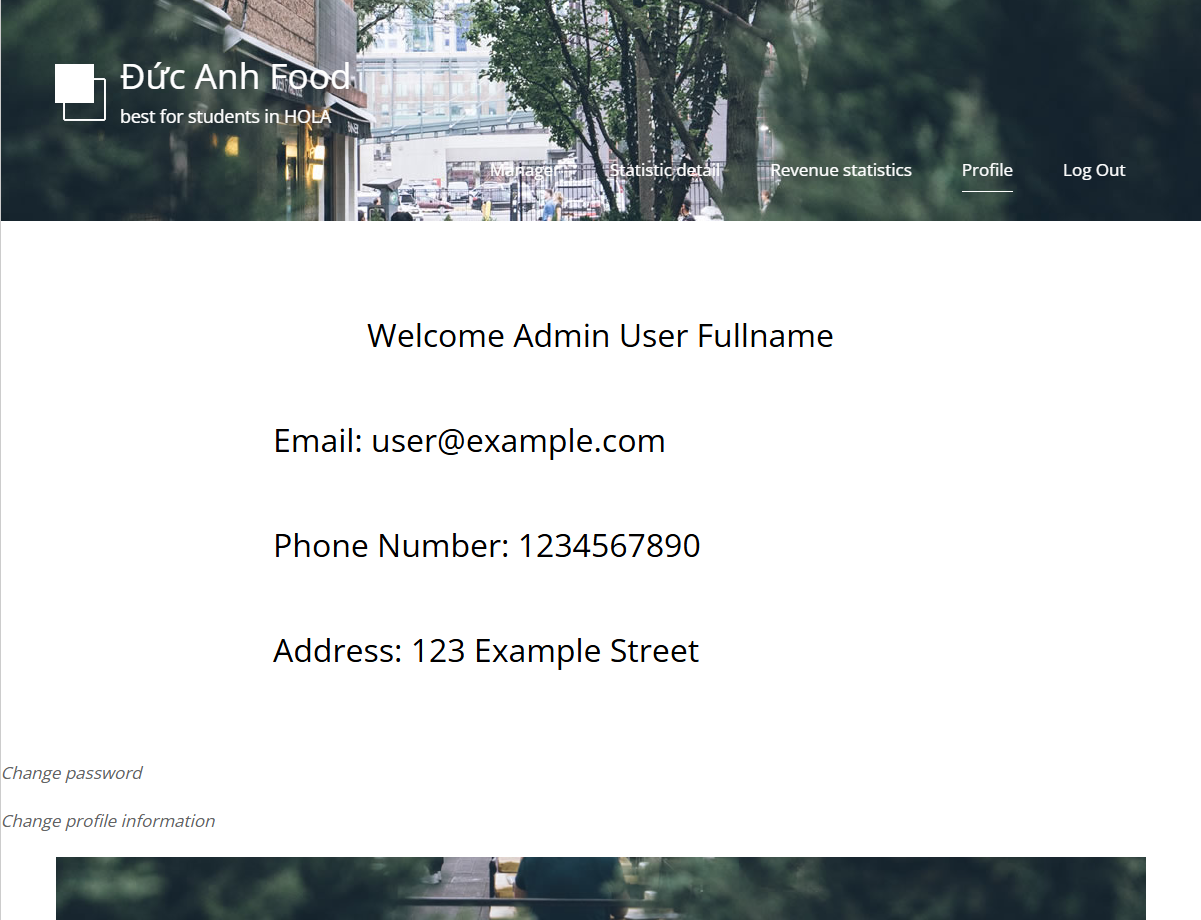 Đức Anh Food
best for students in HOLA
Manager Statistic detail Revenue statistics Profile Log Out
Welcome Admin User Fullname
Email: user@example.com
Phone Number: 1234567890
Address: 123 Example Street
Change password
Change profile information